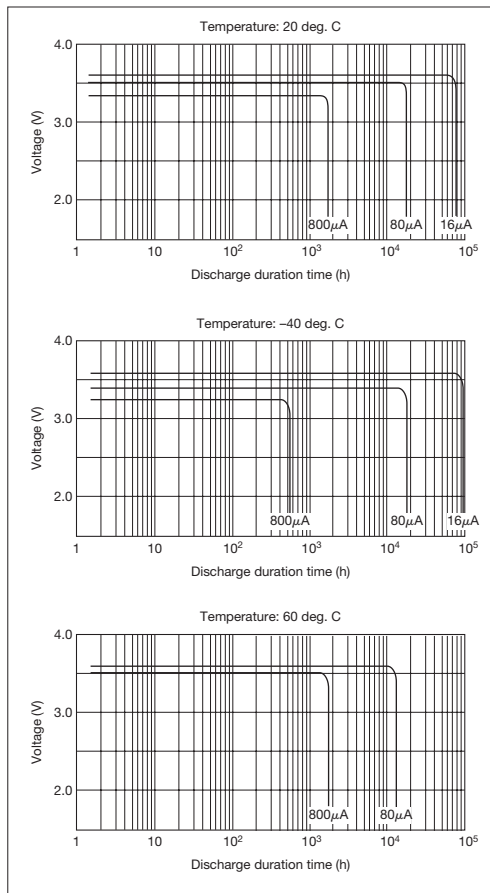 Temperature: 20 deg. C
4.0
3.0
2.0
Voltage (V)
800μA
80μA
16μA
1
10
10²
10³
10⁴
10⁵
Discharge duration time (h)
Temperature: –40 deg. C
4.0
3.0
2.0
Voltage (V)
800μA
80μA
16μA
1
10
10²
10³
10⁴
10⁵
Discharge duration time (h)
Temperature: 60 deg. C
4.0
3.0
2.0
Voltage (V)
800μA
80μA
1
10
10²
10³
10⁴
10⁵
Discharge duration time (h)